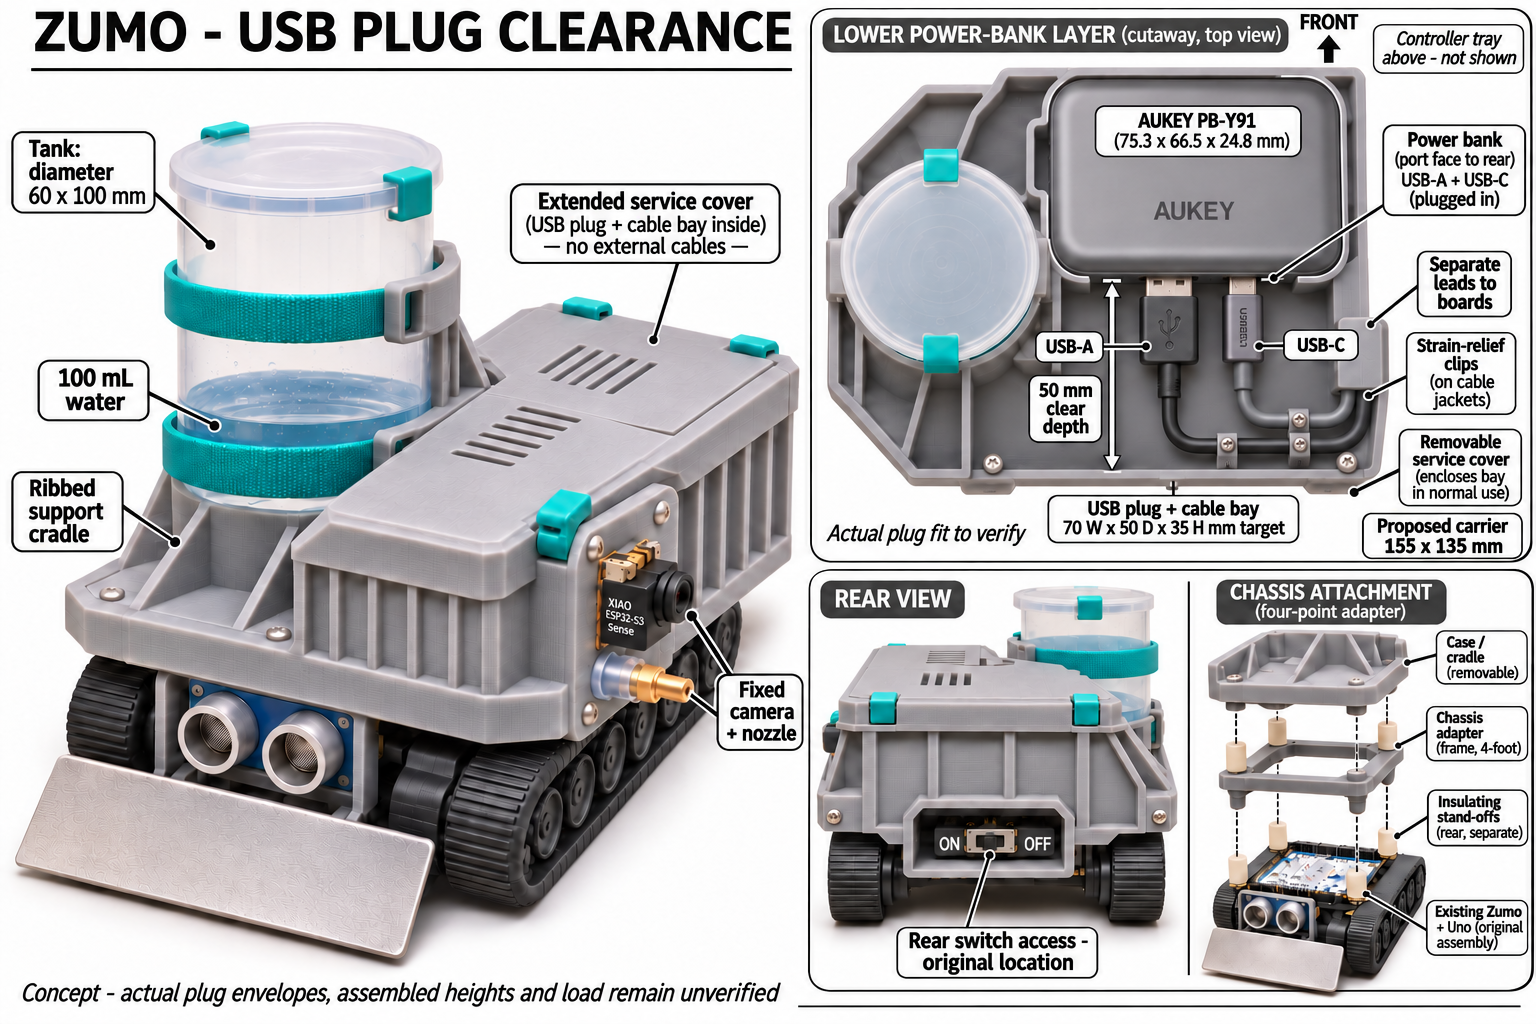 ZUMO - USB PLUG CLEARANCE
Tank:
diameter
60 x 100 mm
Extended service cover
(USB plug + cable bay inside)
— no external cables —
100 mL
water
Ribbed
support
cradle
XIAO
ESP32-S3
Sense
Fixed
camera
+ nozzle
Concept - actual plug envelopes, assembled heights and load remain unverified
LOWER POWER-BANK LAYER (cutaway, top view)
FRONT
Controller tray
above - not shown
AUKEY PB-Y91
(75.3 x 66.5 x 24.8 mm)
AUKEY
Power bank
(port face to rear)
USB-A + USB-C
(plugged in)
Separate
leads to
boards
USB-A
USB-C
Strain-relief
clips
(on cable
jackets)
50 mm
clear
depth
Removable
service cover
(encloses bay
in normal use)
USB plug + cable bay
70 W x 50 D x 35 H mm target
Actual plug fit to verify
Proposed carrier
155 x 135 mm
REAR VIEW
ON
OFF
Rear switch access -
original location
CHASSIS ATTACHMENT
(four-point adapter)
Case /
cradle
(removable)
Chassis
adapter
(frame, 4-foot)
Insulating
stand-offs
(rear, separate)
Existing Zumo
+ Uno (original
assembly)